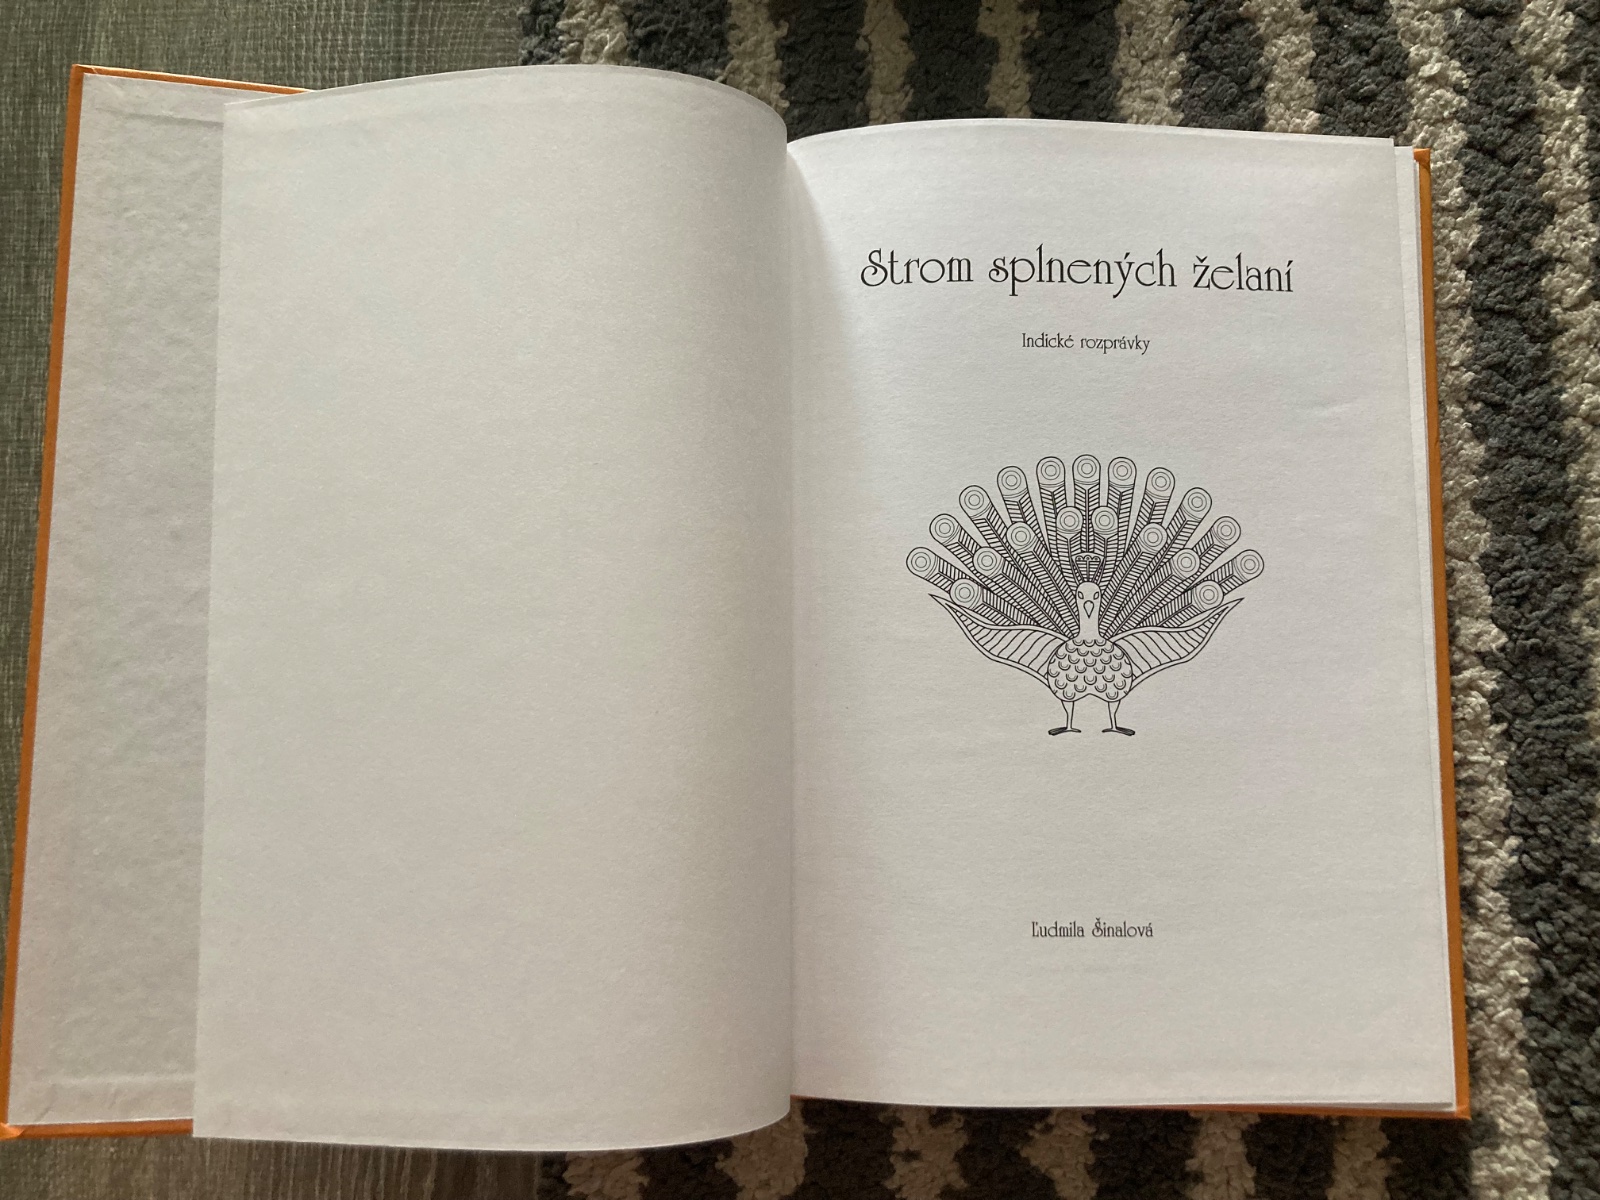 Strom splnených želaní
Indické rozprávky
Ľudmila Šinalová